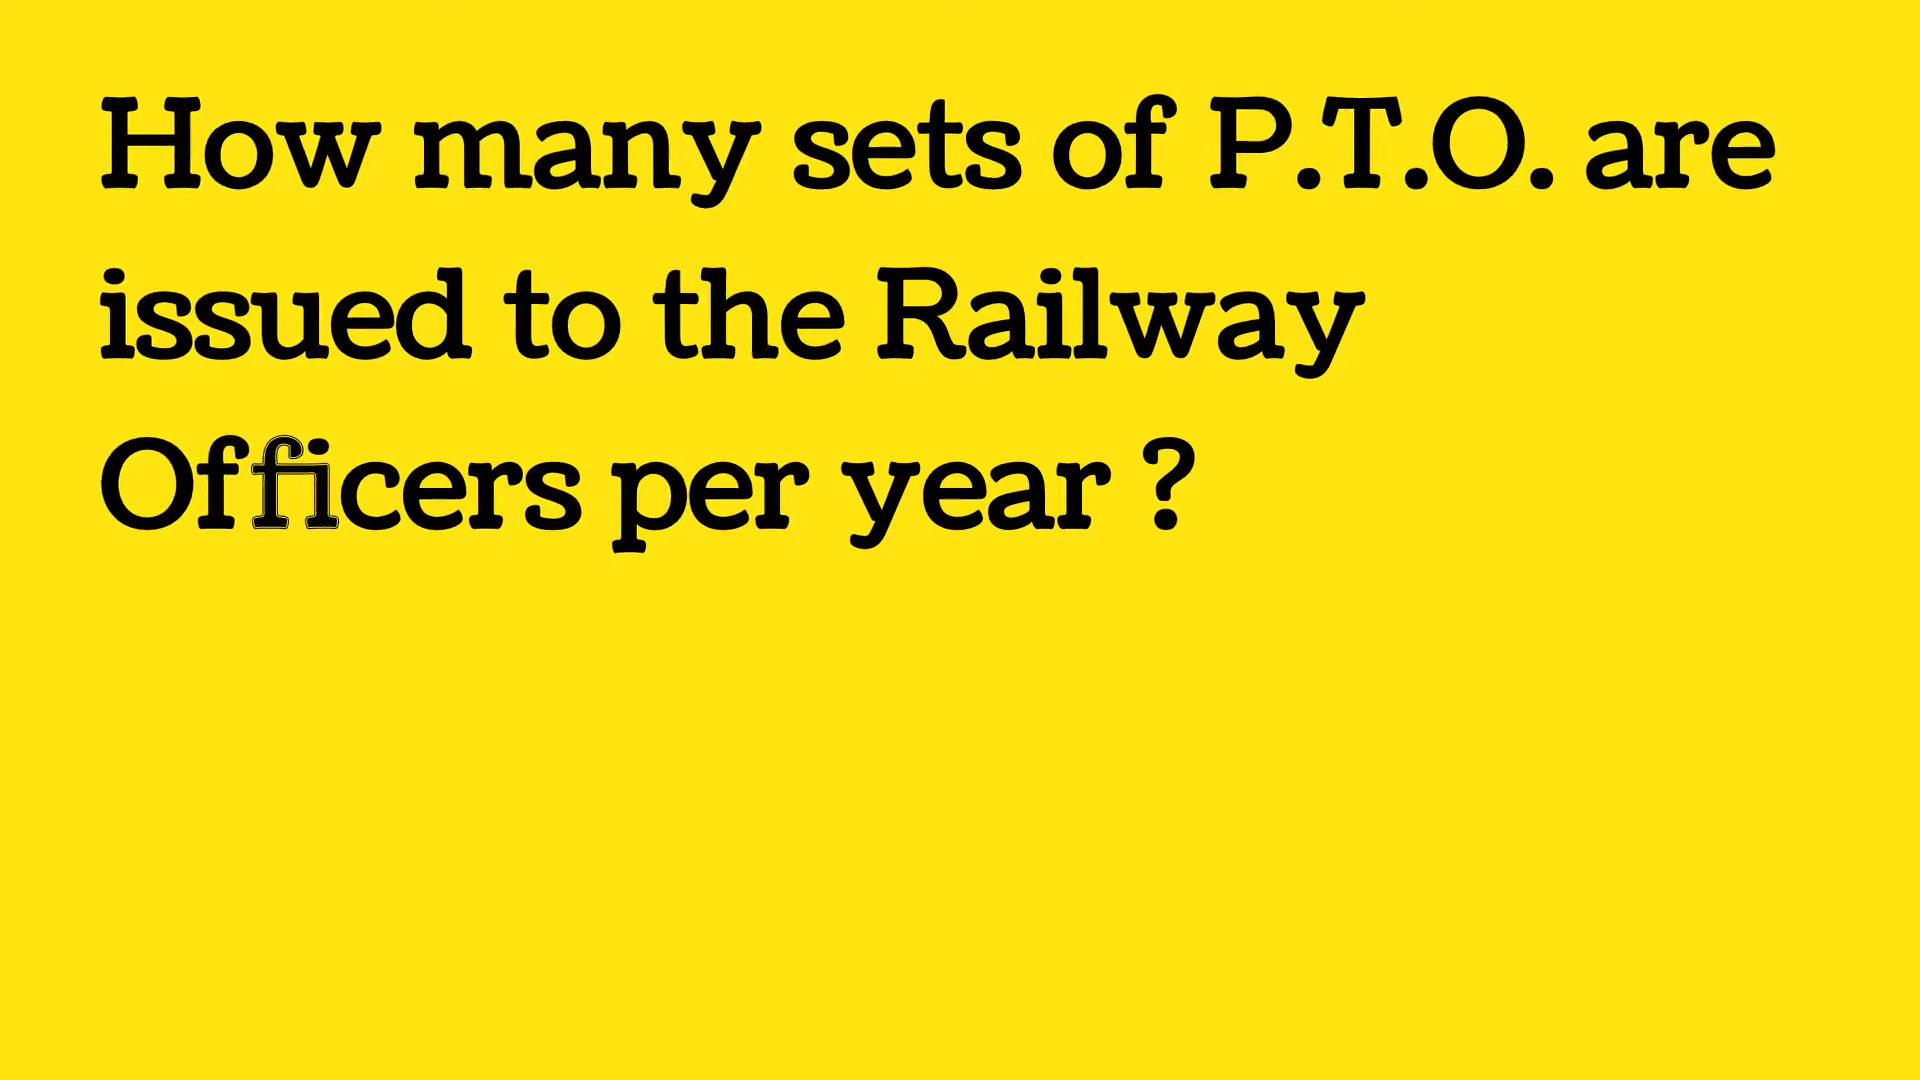 How many sets of P.T.O. are
issued to the Railway
Officers per year ?